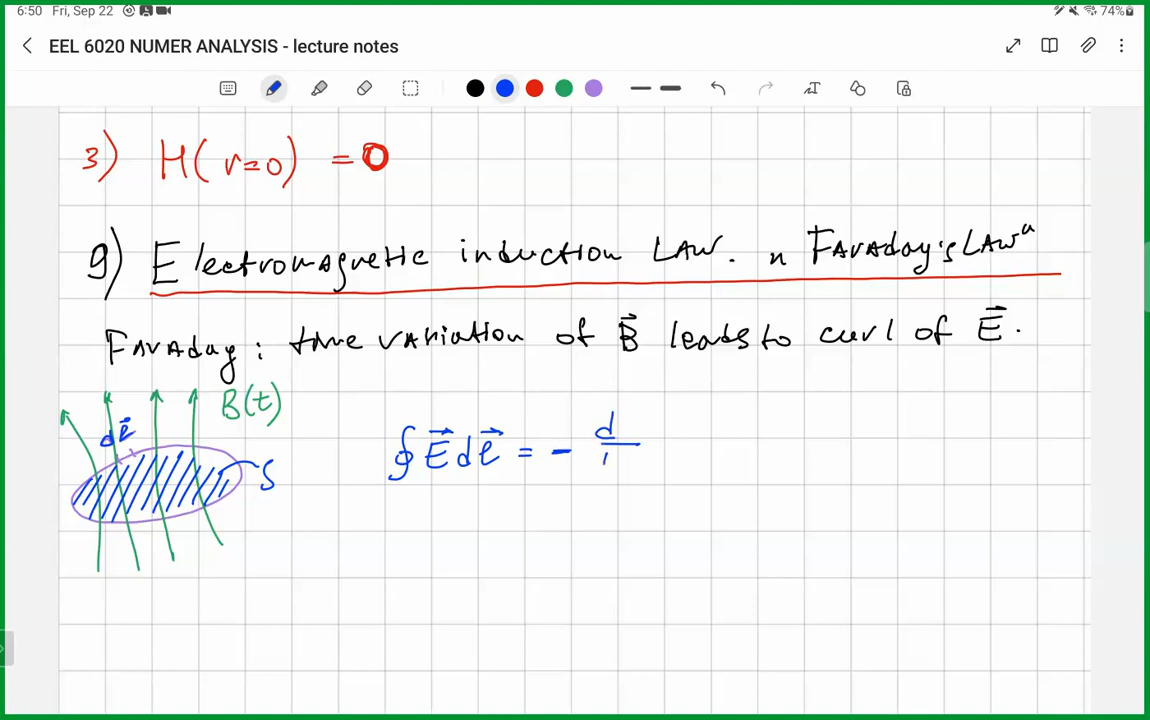 6:50 Fri, Sep 22 74%
EEL 6020 NUMER ANALYSIS - lecture notes
3) H(r=0) = 0
9) Electromagnetic induction LAW. "FARAday's LAW"
FARAday: time variation of B⃗ leads to curl of E⃗.
B(t)
dℓ⃗
S
∮ E⃗ dℓ⃗ = - d